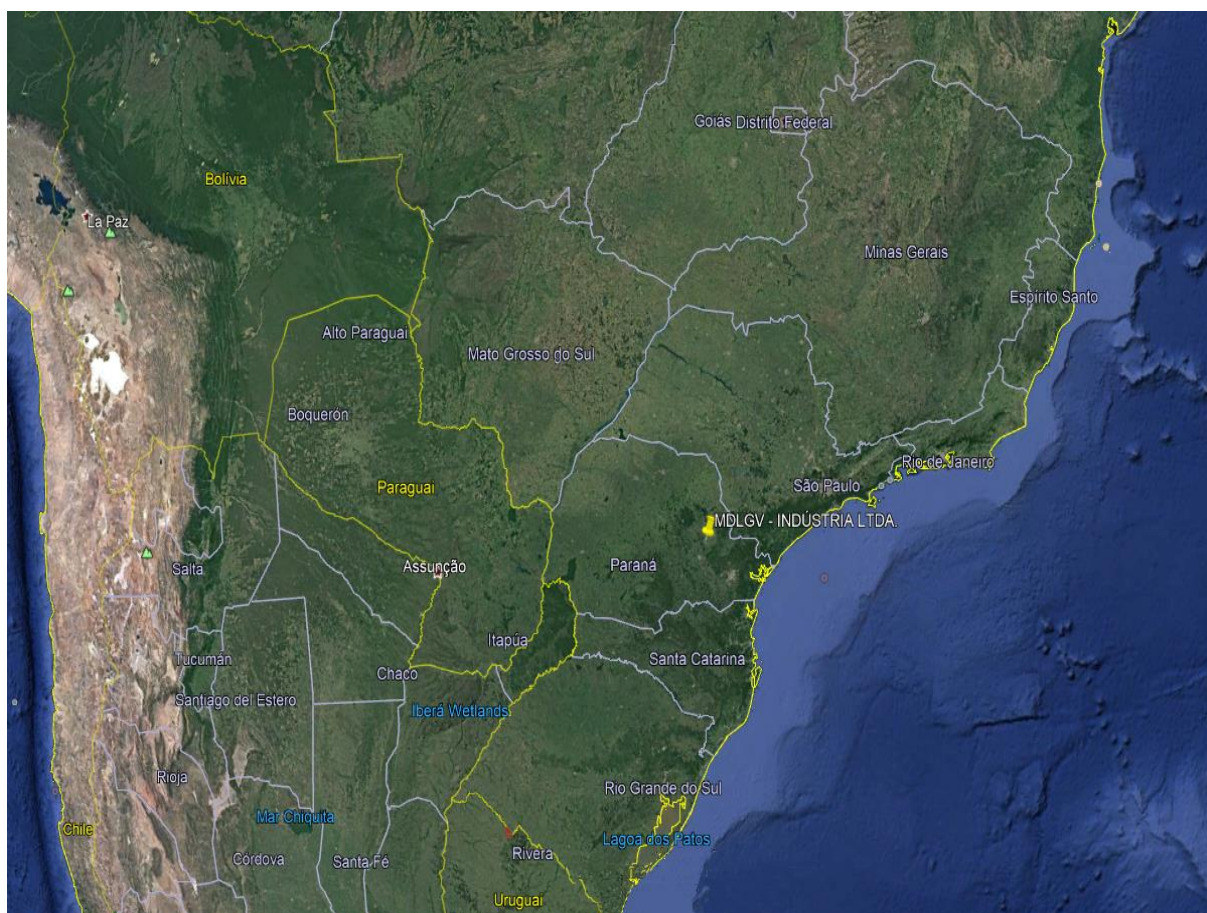 Goiás Distrito Federal
Bolívia
La Paz
Minas Gerais
Espírito Santo
Alto Paraguai
Mato Grosso do Sul
Boquerón
Rio de Janeiro
Paraguai
São Paulo
MDLGV - INDÚSTRIA LTDA.
Salta
Assunção
Paraná
Itapúa
Tucumán
Chaco
Santa Catarina
Santiago del Estero
Iberá Wetlands
Rioja
Rio Grande do Sul
Mar Chiquita
Chile
Lagoa dos Patos
Córdova
Santa Fé
Rivera
Uruguai